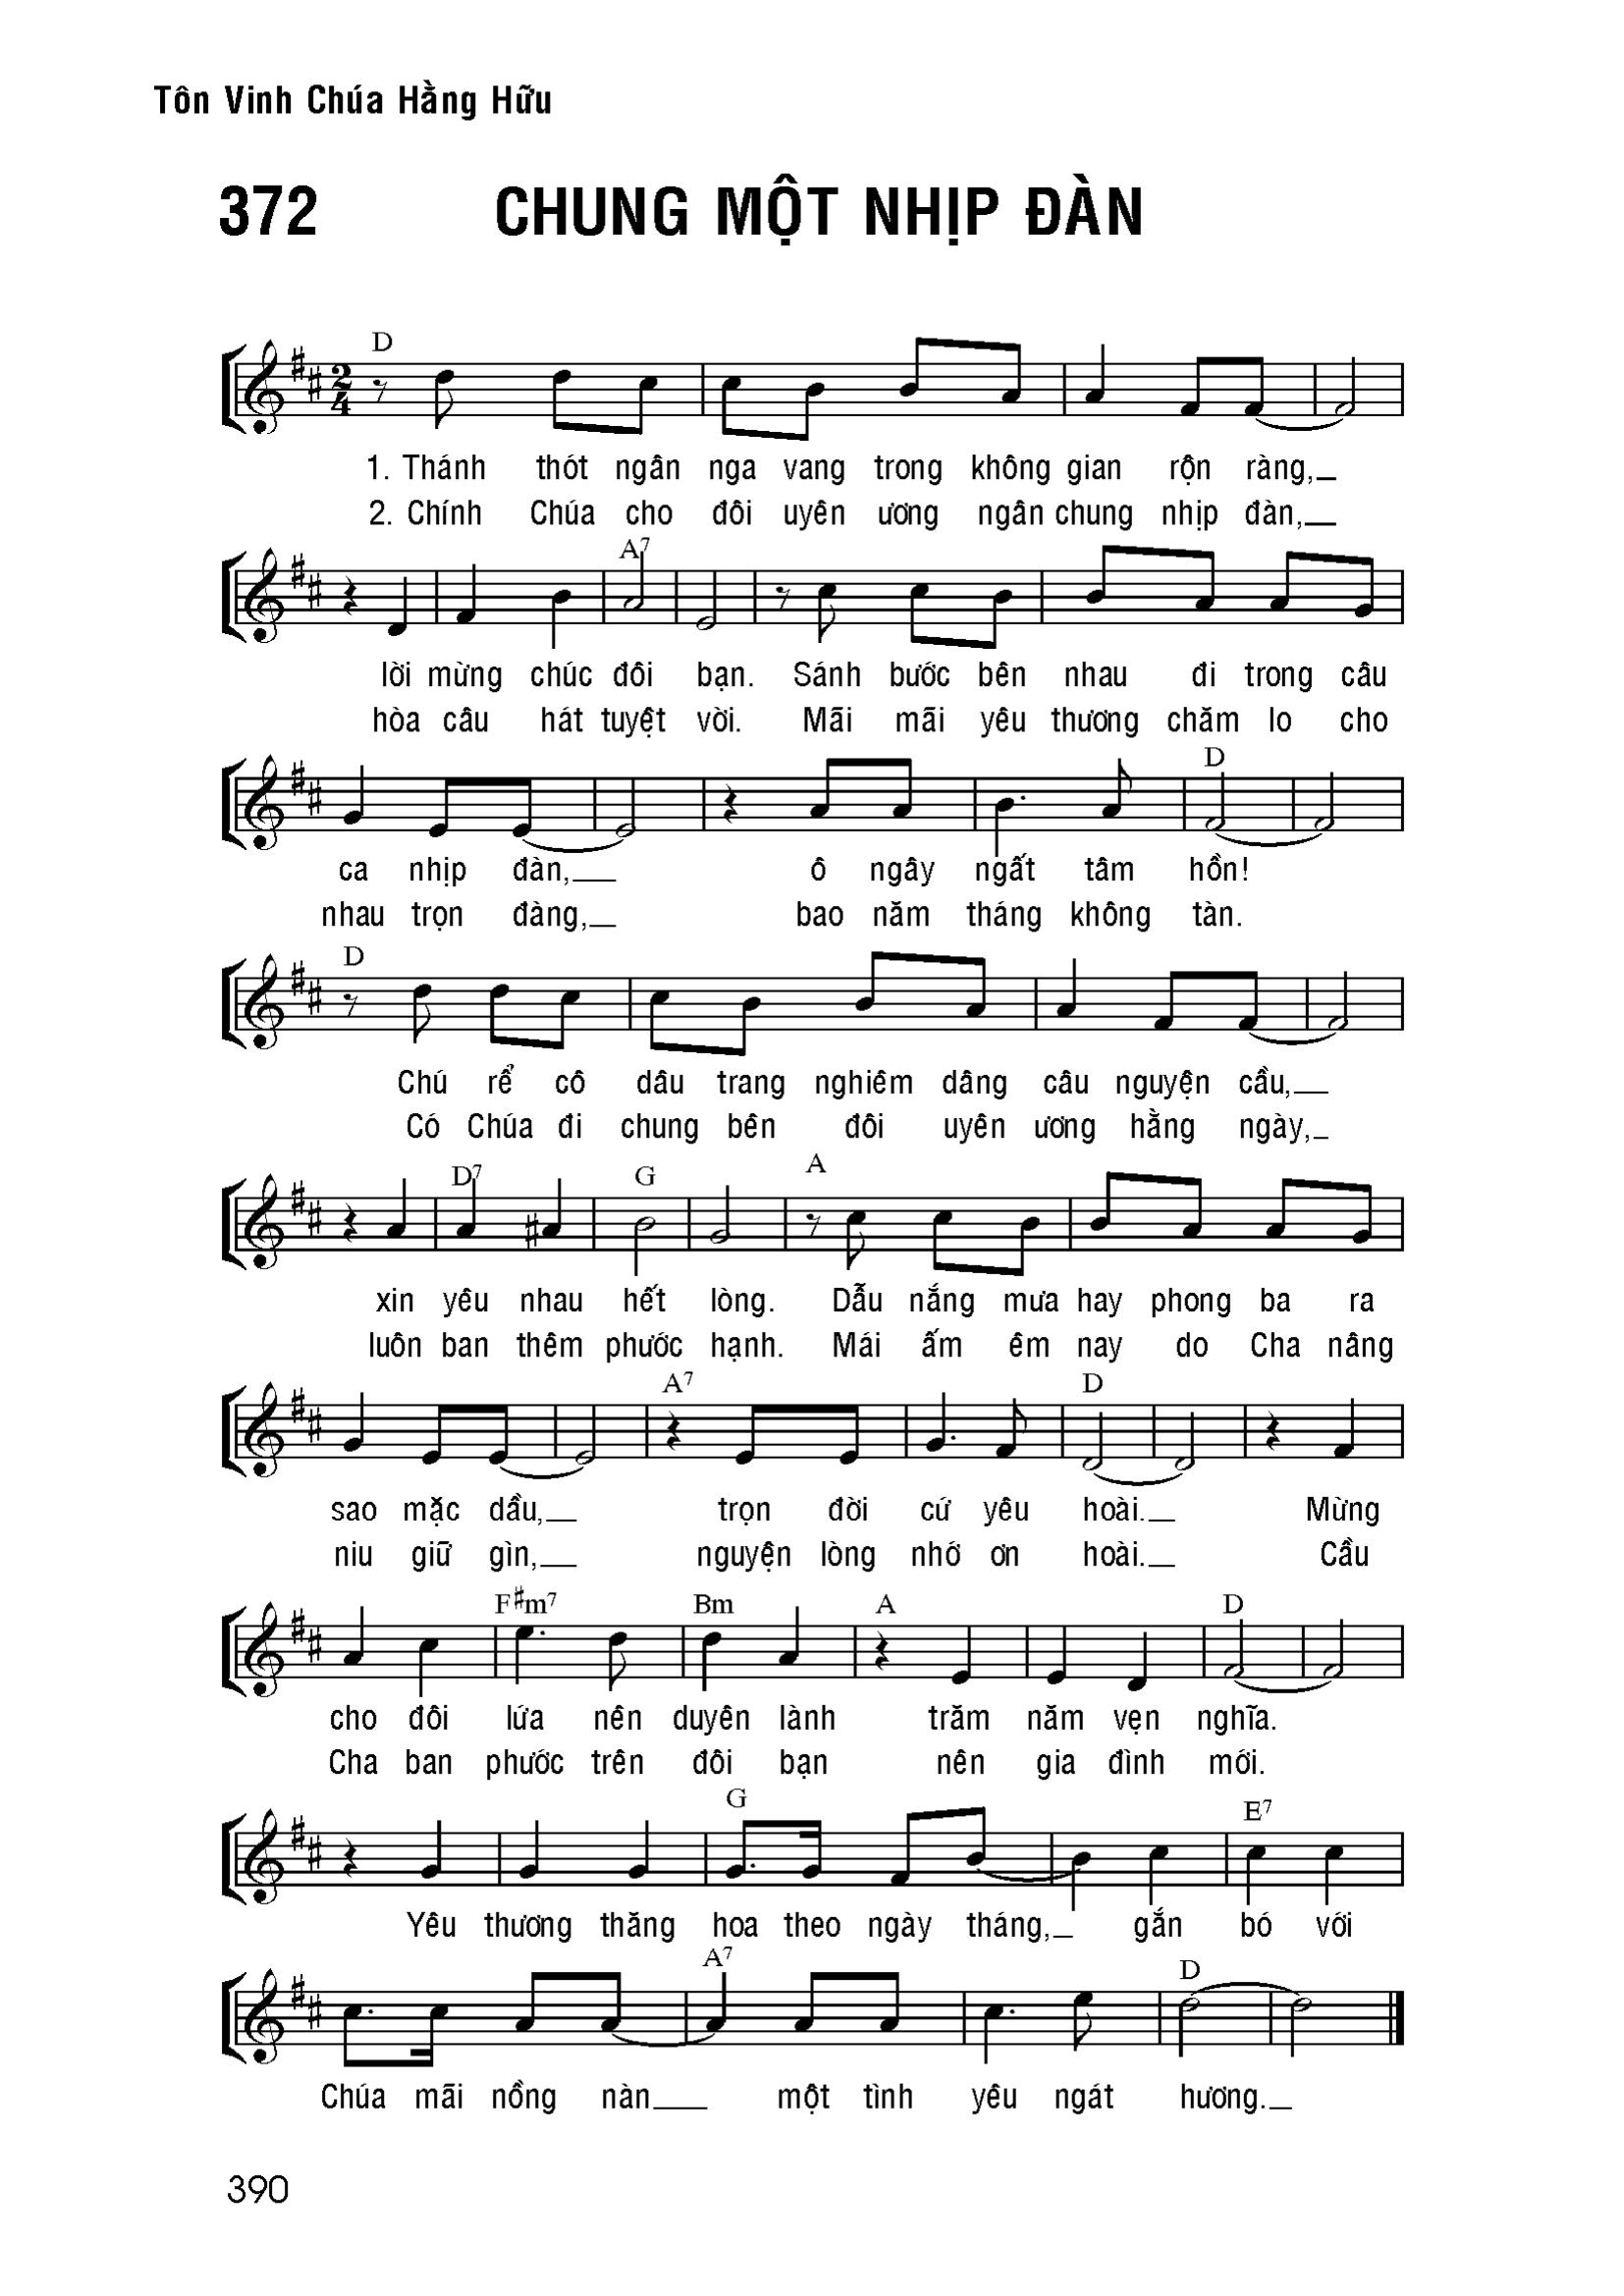 Tôn Vinh Chúa Hằng Hữu
372 CHUNG MỘT NHỊP ĐÀN
D
2
4
1. Thánh thót ngân nga vang trong không gian rộn ràng,
2. Chính Chúa cho đôi uyên ương ngân chung nhịp đàn,
A7
lời mừng chúc đôi bạn. Sánh bước bên nhau đi trong câu
hòa câu hát tuyệt vời. Mãi mãi yêu thương chăm lo cho
D
ca nhịp đàn, ô ngây ngất tâm hồn!
nhau trọn đàng, bao năm tháng không tàn.
D
Chú rể cô dâu trang nghiêm dâng câu nguyện cầu,
Có Chúa đi chung bên đôi uyên ương hằng ngày,
D7 G A
xin yêu nhau hết lòng. Dẫu nắng mưa hay phong ba ra
luôn ban thêm phước hạnh. Mái ấm êm nay do Cha nâng
A7 D
sao mặc dầu, trọn đời cứ yêu hoài. Mừng
niu giữ gìn, nguyện lòng nhớ ơn hoài. Cầu
F#m7 Bm A D
cho đôi lứa nên duyên lành trăm năm vẹn nghĩa.
Cha ban phước trên đôi bạn nên gia đình mới.
G E7
Yêu thương thăng hoa theo ngày tháng, gắn bó với
A7 D
Chúa mãi nồng nàn một tình yêu ngát hương.
390